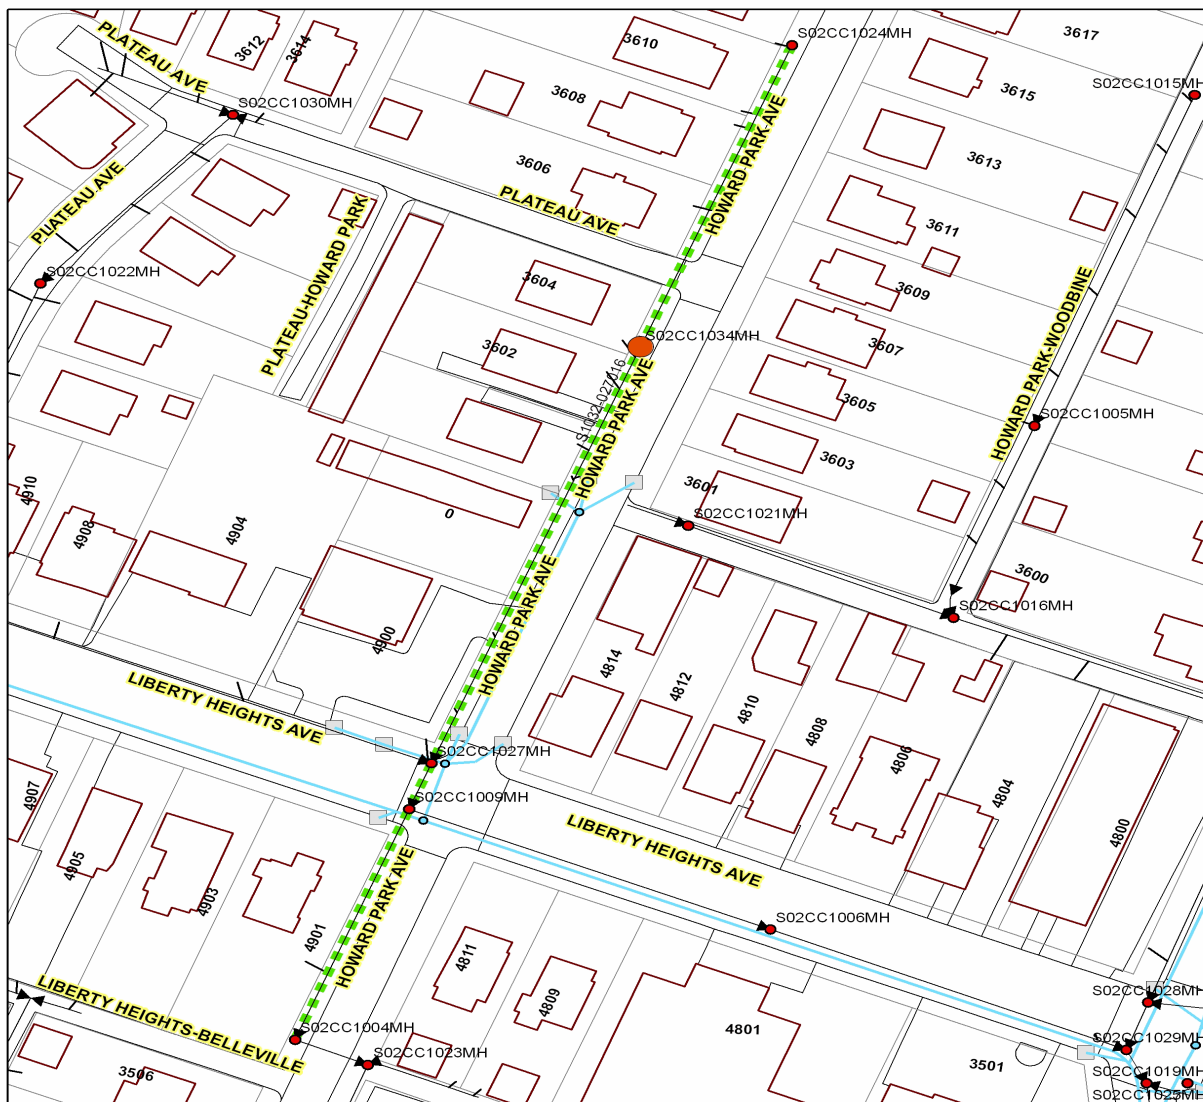 PLATEAU AVE
3612
3614
3610
S02CC1024MH
3617
3608
3615
S02CC1015MH
S02CC1030MH
HOWARD PARK AVE
3606
3613
PLATEAU AVE
PLATEAU AVE
PLATEAU-HOWARD PARK
3611
S02CC1022MH
3604
3609
HOWARD PARK-WOODBINE
3602
S02CC1034MH
3607
S1032-027016
HOWARD PARK AVE
3605
S02CC1005MH
3603
4910
4908
4904
0
3601
S02CC1021MH
3600
S02CC1016MH
HOWARD PARK AVE
4900
4814
4812
4810
4808
4806
4804
4800
LIBERTY HEIGHTS AVE
S02CC1027MH
4907
S02CC1009MH
LIBERTY HEIGHTS AVE
4905
4903
4901
HOWARD PARK AVE
S02CC1006MH
4811
4809
4801
LIBERTY HEIGHTS-BELLEVILLE
S02CC1004MH
S02CC1023MH
3506
3501
S02CC1028MH
S02CC1029MH
S02CC1019MH
S02CC1025MH